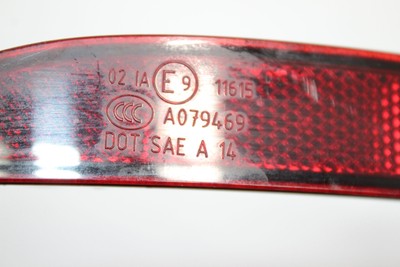 02 IA E9 11615
CCC A079469
DOT SAE A 14